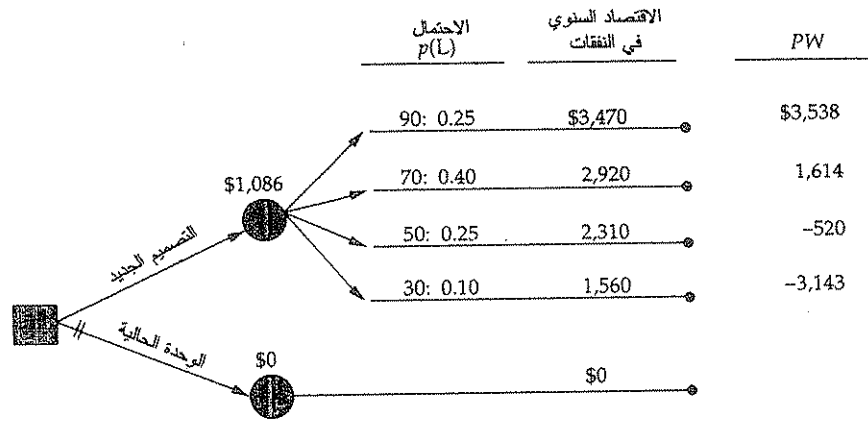 الاحتمال
p(L)
الاقتصاد السنوي
في النفقات
PW
90: 0.25 $3,470 $3,538
70: 0.40 2,920 1,614
$1,086
50: 0.25 2,310 –520
التصميم الجديد
30: 0.10 1,560 –3,143
الوحدة الحالية
$0
$0